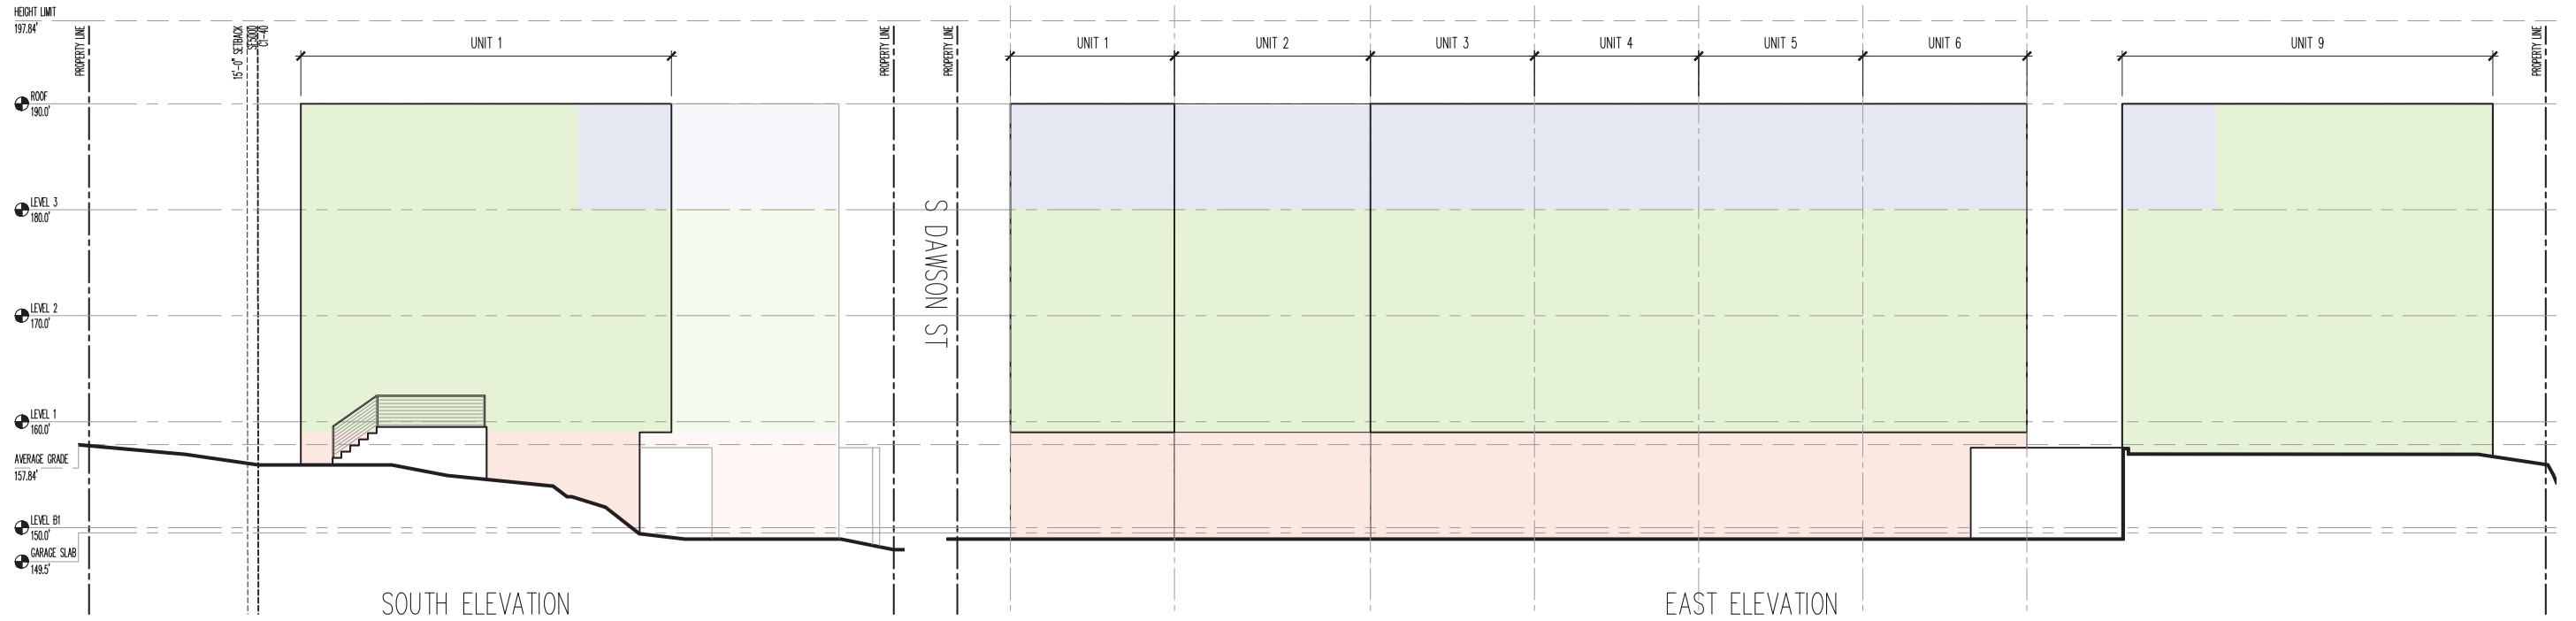 HEIGHT LIMIT
197.84'
PROPERTY LINE
15'-0" SETBACK
SF5000
C1-40
UNIT 1
PROPERTY LINE
PROPERTY LINE
UNIT 1
UNIT 2
UNIT 3
UNIT 4
UNIT 5
UNIT 6
UNIT 9
PROPERTY LINE
ROOF
190.0'
LEVEL 3
180.0'
LEVEL 2
170.0'
LEVEL 1
160.0'
AVERAGE GRADE
157.84'
LEVEL B1
150.0'
GARAGE SLAB
149.5'
S DAWSON ST
SOUTH ELEVATION
EAST ELEVATION